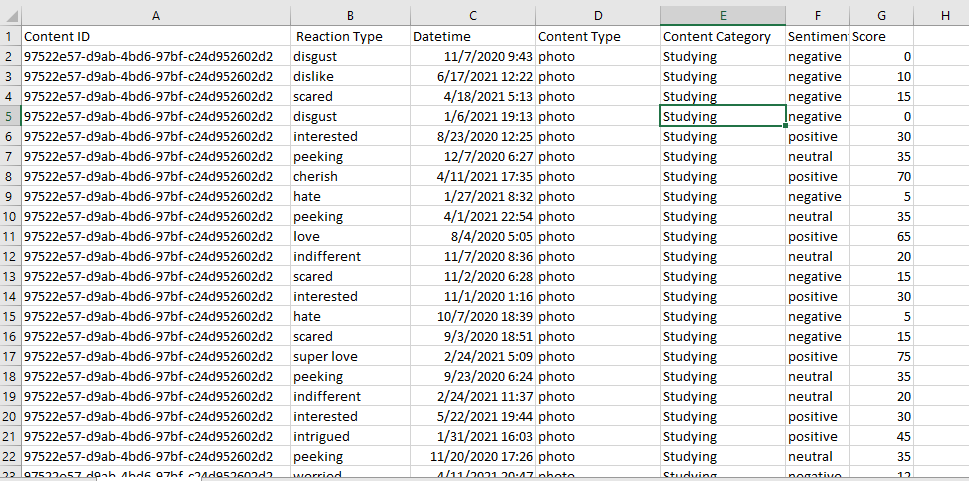 A B C D E F G H
1 Content ID Reaction Type Datetime Content Type Content Category Sentimen Score
2 97522e57-d9ab-4bd6-97bf-c24d952602d2 disgust 11/7/2020 9:43 photo Studying negative 0
3 97522e57-d9ab-4bd6-97bf-c24d952602d2 dislike 6/17/2021 12:22 photo Studying negative 10
4 97522e57-d9ab-4bd6-97bf-c24d952602d2 scared 4/18/2021 5:13 photo Studying negative 15
5 97522e57-d9ab-4bd6-97bf-c24d952602d2 disgust 1/6/2021 19:13 photo Studying negative 0
6 97522e57-d9ab-4bd6-97bf-c24d952602d2 interested 8/23/2020 12:25 photo Studying positive 30
7 97522e57-d9ab-4bd6-97bf-c24d952602d2 peeking 12/7/2020 6:27 photo Studying neutral 35
8 97522e57-d9ab-4bd6-97bf-c24d952602d2 cherish 4/11/2021 17:35 photo Studying positive 70
9 97522e57-d9ab-4bd6-97bf-c24d952602d2 hate 1/27/2021 8:32 photo Studying negative 5
10 97522e57-d9ab-4bd6-97bf-c24d952602d2 peeking 4/1/2021 22:54 photo Studying neutral 35
11 97522e57-d9ab-4bd6-97bf-c24d952602d2 love 8/4/2020 5:05 photo Studying positive 65
12 97522e57-d9ab-4bd6-97bf-c24d952602d2 indifferent 11/7/2020 8:36 photo Studying neutral 20
13 97522e57-d9ab-4bd6-97bf-c24d952602d2 scared 11/2/2020 6:28 photo Studying negative 15
14 97522e57-d9ab-4bd6-97bf-c24d952602d2 interested 11/1/2020 1:16 photo Studying positive 30
15 97522e57-d9ab-4bd6-97bf-c24d952602d2 hate 10/7/2020 18:39 photo Studying negative 5
16 97522e57-d9ab-4bd6-97bf-c24d952602d2 scared 9/3/2020 18:51 photo Studying negative 15
17 97522e57-d9ab-4bd6-97bf-c24d952602d2 super love 2/24/2021 5:09 photo Studying positive 75
18 97522e57-d9ab-4bd6-97bf-c24d952602d2 peeking 9/23/2020 6:24 photo Studying neutral 35
19 97522e57-d9ab-4bd6-97bf-c24d952602d2 indifferent 2/24/2021 11:37 photo Studying neutral 20
20 97522e57-d9ab-4bd6-97bf-c24d952602d2 interested 5/22/2021 19:44 photo Studying positive 30
21 97522e57-d9ab-4bd6-97bf-c24d952602d2 intrigued 1/31/2021 16:03 photo Studying positive 45
22 97522e57-d9ab-4bd6-97bf-c24d952602d2 peeking 11/20/2020 17:26 photo Studying neutral 35
23 97522e57-d9ab-4bd6-97bf-c24d952602d2 worried 4/11/2021 20:47 photo Studying negative 12